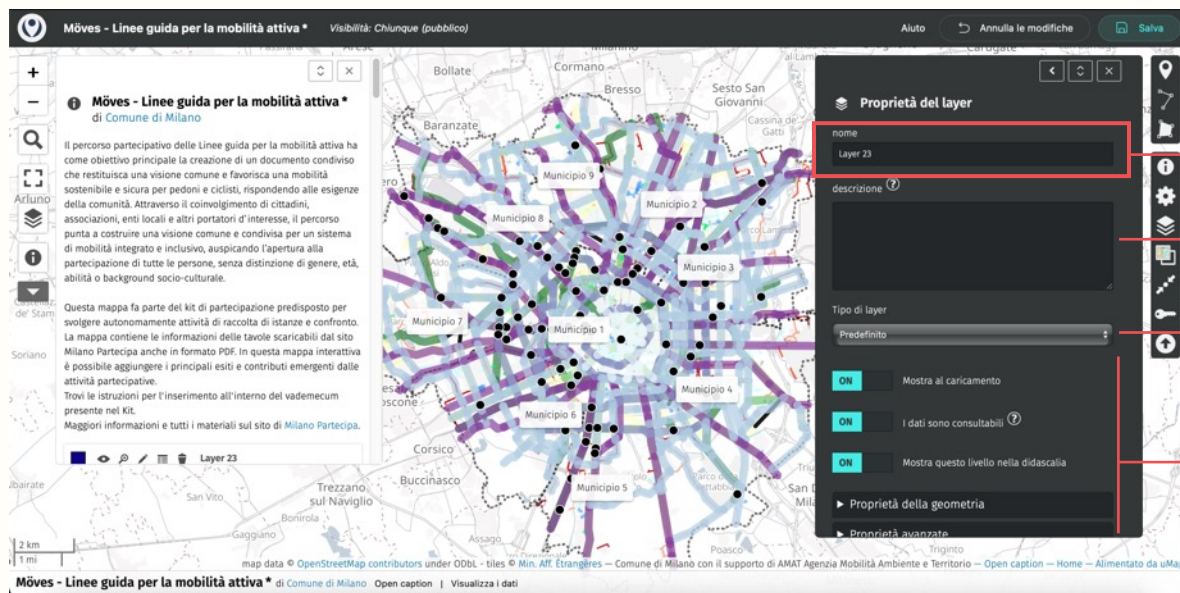 Möves - Linee guida per la mobilità attiva * Visibilità: Chiunque (pubblico) Aiuto Annulla le modifiche Salva
Möves - Linee guida per la mobilità attiva *
di Comune di Milano
Il percorso partecipativo delle Linee guida per la mobilità attiva ha
come obiettivo principale la creazione di un documento condiviso
che restituisca una visione comune e favorisca una mobilità
sostenibile e sicura per pedoni e ciclisti, rispondendo alle esigenze
della comunità. Attraverso il coinvolgimento di cittadini,
associazioni, enti locali e altri portatori d'interesse, il percorso
punta a costruire una visione comune e condivisa per un sistema
di mobilità integrato e inclusivo, auspicando l'apertura alla
partecipazione di tutte le persone, senza distinzione di genere, età,
abilità o background socio-culturale.
Questa mappa fa parte del kit di partecipazione predisposto per
svolgere autonomamente attività di raccolta di istanze e confronto.
La mappa contiene le informazioni delle tavole scaricabili dal sito
Milano Partecipa anche in formato PDF. In questa mappa interattiva
è possibile aggiungere i principali esiti e contributi emergenti dalle
attività partecipative.
Trovi le istruzioni per l'inserimento all'interno del vademecum
presente nel Kit.
Maggiori informazioni e tutti i materiali sul sito di Milano Partecipa.
Layer 23
Arluno
de' Stam
Soriano
San Vito
Bonirola
Gaggiano
Trezzano
sul Naviglio
Bollate
Cormano
Bresso
Sesto San
Giovanni
Cassina de'
Gatti
Baranzate
Municipio 9
Municipio 2
Municipio 8
Municipio 3
Municipio 7
Municipio 1
Municipio 4
Municipio 6
Corsico
Buccinasco
Municipio 5
Assago
Poasco
Triginto
Proprietà del layer
nome
Layer 23
descrizione ?
Tipo di layer
Predefinito
ON Mostra al caricamento
ON I dati sono consultabili ?
ON Mostra questo livello nella didascalia
Proprietà della geometria
Proprietà avanzate
2 km
1 mi
map data © OpenStreetMap contributors under ODbL - tiles © Min. Aff. Étrangères — Comune di Milano con il supporto di AMAT Agenzia Mobilità Ambiente e Territorio — Open caption — Home — Alimentato da uMap
Möves - Linee guida per la mobilità attiva * di Comune di Milano Open caption | Visualizza i dati